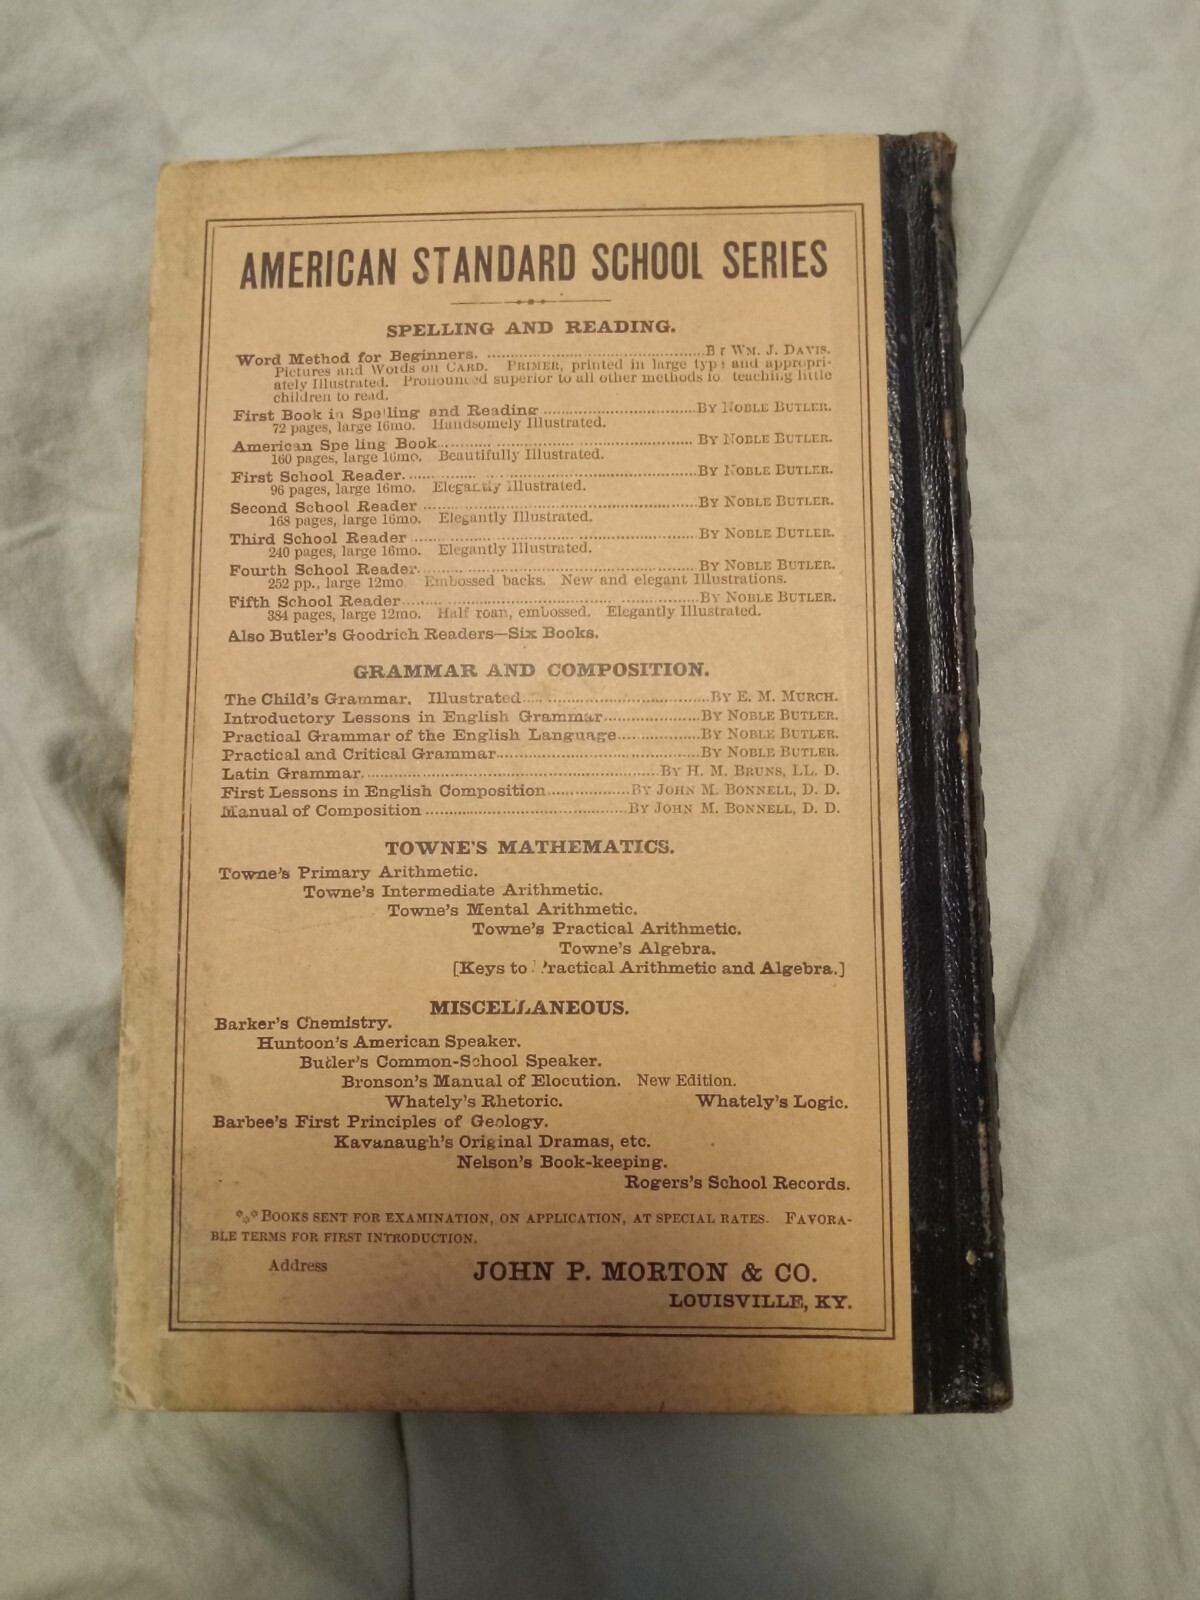 AMERICAN STANDARD SCHOOL SERIES
SPELLING AND READING.
Word Method for Beginners. BY WM. J. DAVIS.
Pictures and Words on CARD. PRIMER, printed in large type and appropri-
ately Illustrated. Pronounced superior to all other methods for teaching little
children to read.
First Book in Spelling and Reading BY NOBLE BUTLER.
72 pages, large 16mo. Handsomely Illustrated.
American Spelling Book BY NOBLE BUTLER.
160 pages, large 16mo. Beautifully Illustrated.
First School Reader. BY NOBLE BUTLER.
96 pages, large 16mo. Elegantly Illustrated.
Second School Reader BY NOBLE BUTLER.
168 pages, large 16mo. Elegantly Illustrated.
Third School Reader BY NOBLE BUTLER.
240 pages, large 16mo. Elegantly Illustrated.
Fourth School Reader. BY NOBLE BUTLER.
252 pp., large 12mo. Embossed backs. New and elegant Illustrations.
Fifth School Reader BY NOBLE BUTLER.
384 pages, large 12mo. Half roan, embossed. Elegantly Illustrated.
Also Butler's Goodrich Readers—Six Books.
GRAMMAR AND COMPOSITION.
The Child's Grammar. Illustrated BY E. M. MURCH.
Introductory Lessons in English Grammar BY NOBLE BUTLER.
Practical Grammar of the English Language BY NOBLE BUTLER.
Practical and Critical Grammar BY NOBLE BUTLER.
Latin Grammar. BY H. M. BRUNS, LL. D.
First Lessons in English Composition BY JOHN M. BONNELL, D. D.
Manual of Composition BY JOHN M. BONNELL, D. D.
TOWNE'S MATHEMATICS.
Towne's Primary Arithmetic.
Towne's Intermediate Arithmetic.
Towne's Mental Arithmetic.
Towne's Practical Arithmetic.
Towne's Algebra.
[Keys to Practical Arithmetic and Algebra.]
MISCELLANEOUS.
Barker's Chemistry.
Huntoon's American Speaker.
Butler's Common-School Speaker.
Bronson's Manual of Elocution. New Edition.
Whately's Rhetoric. Whately's Logic.
Barbee's First Principles of Geology.
Kavanaugh's Original Dramas, etc.
Nelson's Book-keeping.
Rogers's School Records.
*** BOOKS SENT FOR EXAMINATION, ON APPLICATION, AT SPECIAL RATES. FAVORA-
BLE TERMS FOR FIRST INTRODUCTION.
Address JOHN P. MORTON & CO.
LOUISVILLE, KY.